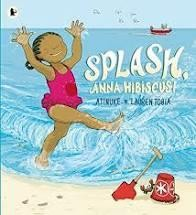 SPLASH,
ANNA HIBISCUS!
ATINUKE * LAUREN TOBIA